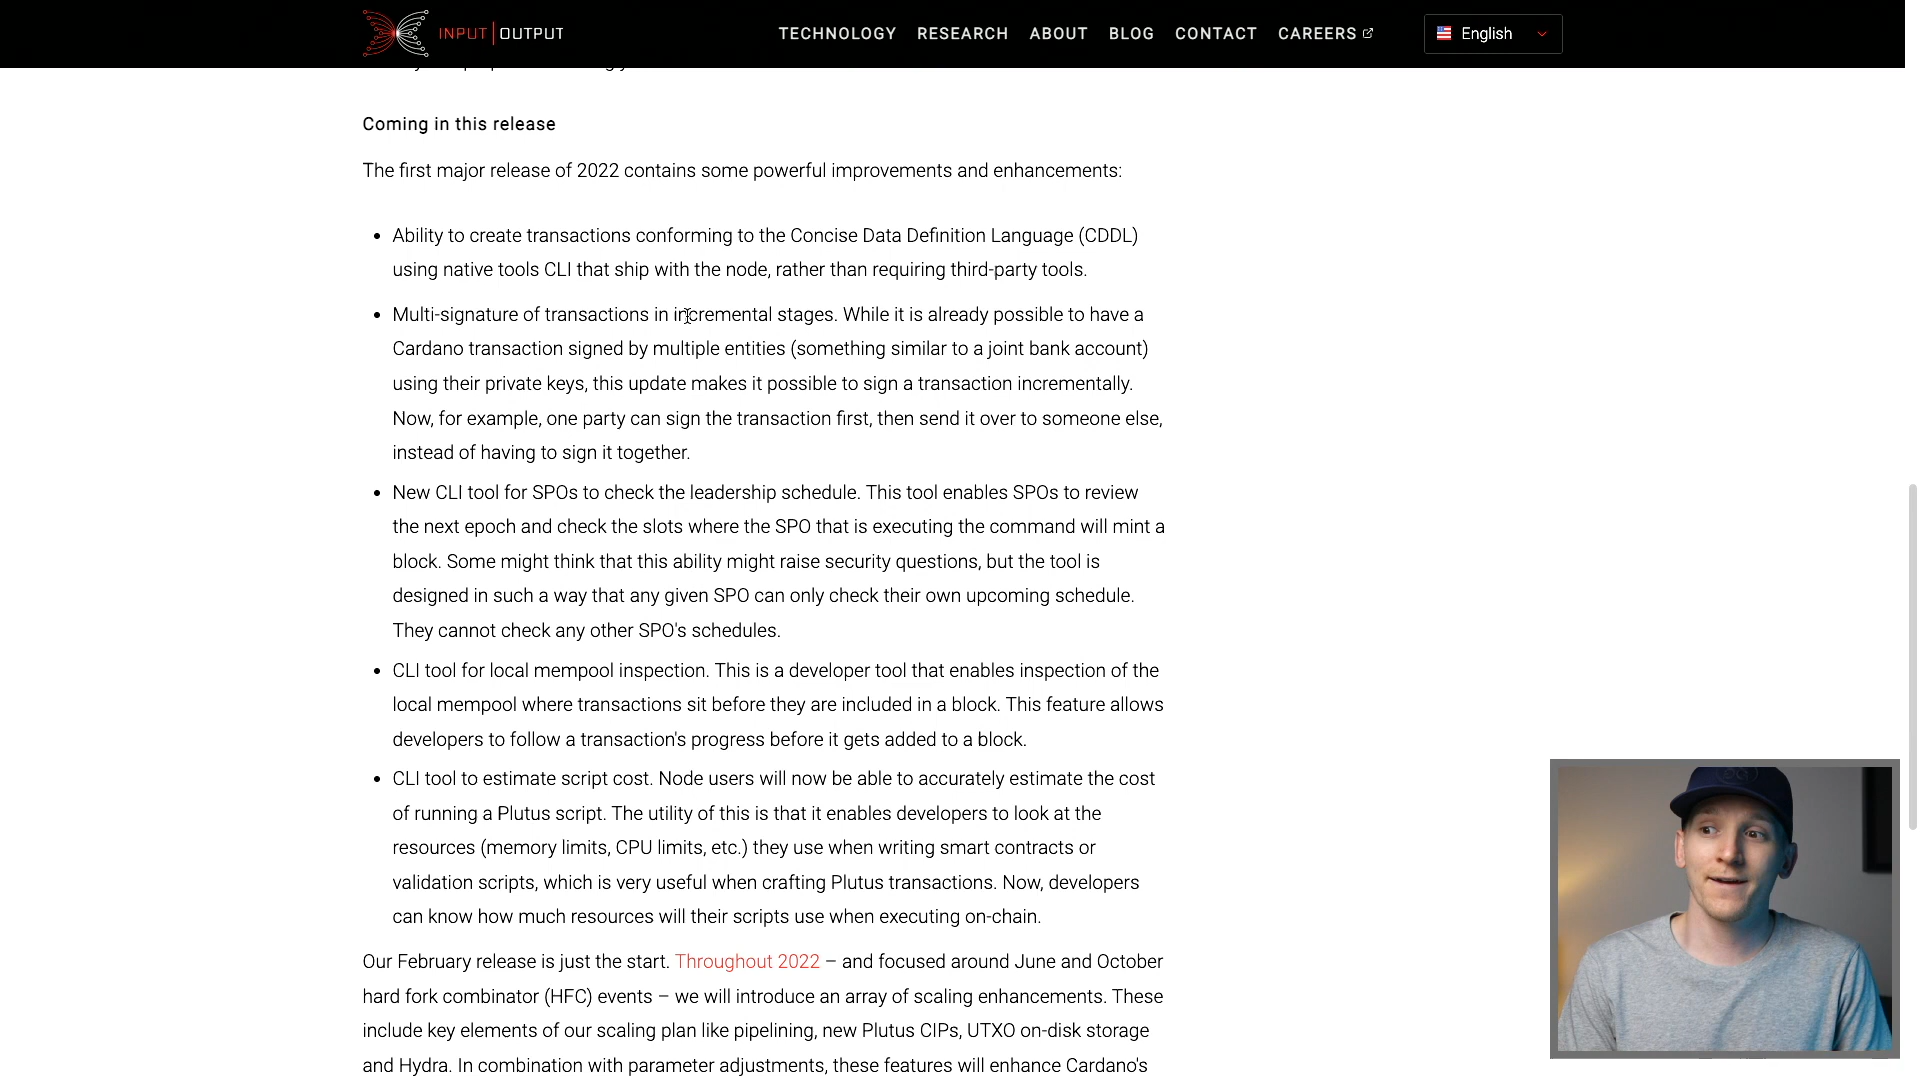 INPUT | OUTPUT
TECHNOLOGY RESEARCH ABOUT BLOG CONTACT CAREERS
English
Coming in this release
The first major release of 2022 contains some powerful improvements and enhancements:
• Ability to create transactions conforming to the Concise Data Definition Language (CDDL)
using native tools CLI that ship with the node, rather than requiring third-party tools.
• Multi-signature of transactions in incremental stages. While it is already possible to have a
Cardano transaction signed by multiple entities (something similar to a joint bank account)
using their private keys, this update makes it possible to sign a transaction incrementally.
Now, for example, one party can sign the transaction first, then send it over to someone else,
instead of having to sign it together.
• New CLI tool for SPOs to check the leadership schedule. This tool enables SPOs to review
the next epoch and check the slots where the SPO that is executing the command will mint a
block. Some might think that this ability might raise security questions, but the tool is
designed in such a way that any given SPO can only check their own upcoming schedule.
They cannot check any other SPO's schedules.
• CLI tool for local mempool inspection. This is a developer tool that enables inspection of the
local mempool where transactions sit before they are included in a block. This feature allows
developers to follow a transaction's progress before it gets added to a block.
• CLI tool to estimate script cost. Node users will now be able to accurately estimate the cost
of running a Plutus script. The utility of this is that it enables developers to look at the
resources (memory limits, CPU limits, etc.) they use when writing smart contracts or
validation scripts, which is very useful when crafting Plutus transactions. Now, developers
can know how much resources will their scripts use when executing on-chain.
Our February release is just the start. Throughout 2022 – and focused around June and October
hard fork combinator (HFC) events – we will introduce an array of scaling enhancements. These
include key elements of our scaling plan like pipelining, new Plutus CIPs, UTXO on-disk storage
and Hydra. In combination with parameter adjustments, these features will enhance Cardano's